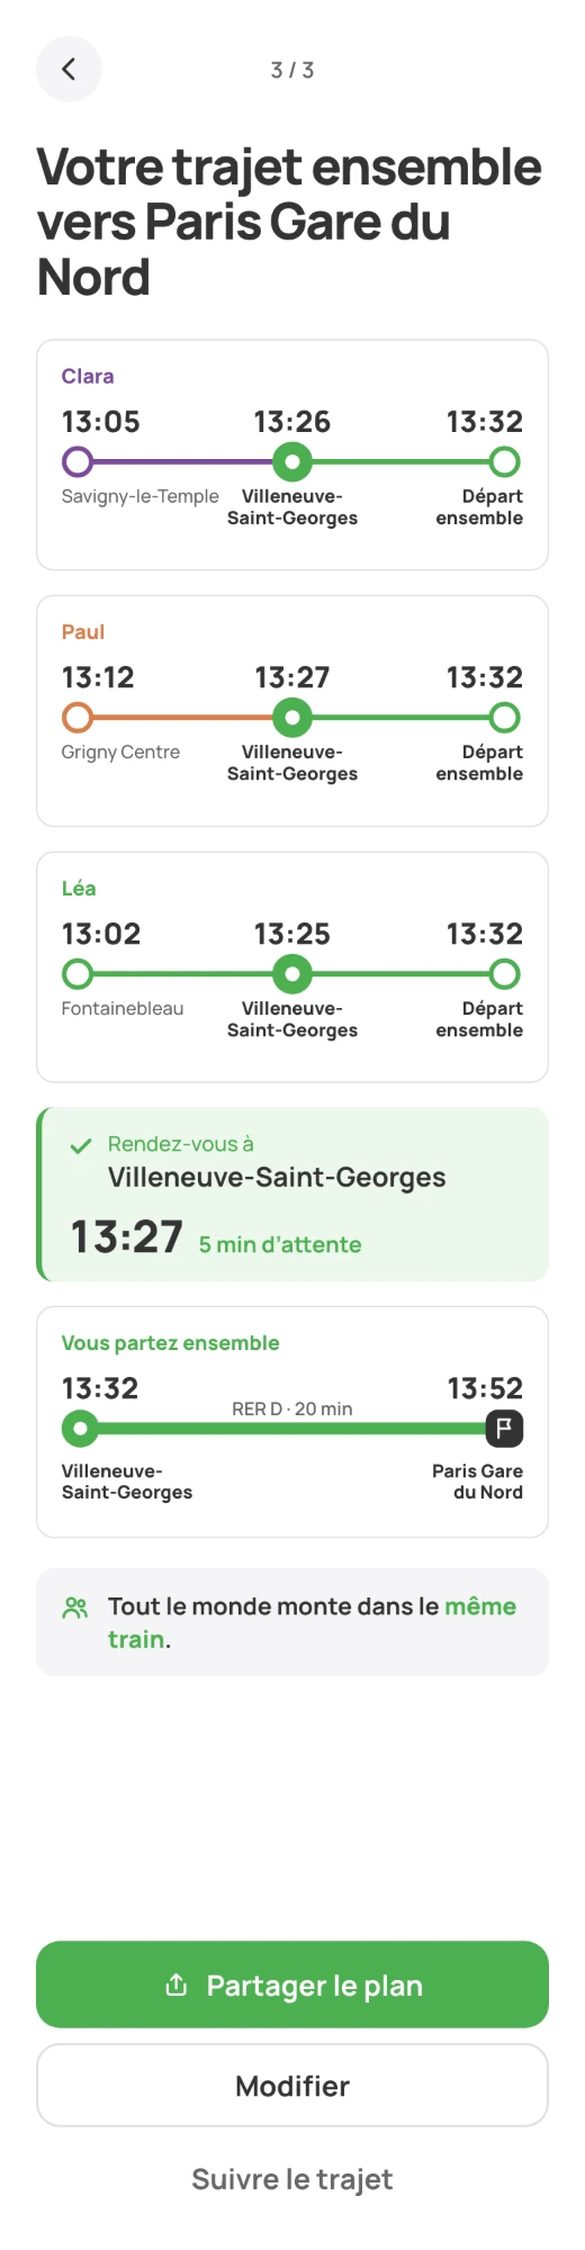 3 / 3
Votre trajet ensemble
vers Paris Gare du
Nord
Clara
13:05 13:26 13:32
Savigny-le-Temple Villeneuve- Départ
Saint-Georges ensemble
Paul
13:12 13:27 13:32
Grigny Centre Villeneuve- Départ
Saint-Georges ensemble
Léa
13:02 13:25 13:32
Fontainebleau Villeneuve- Départ
Saint-Georges ensemble
Rendez-vous à
Villeneuve-Saint-Georges
13:27 5 min d’attente
Vous partez ensemble
13:32 13:52
RER D · 20 min
Villeneuve- Paris Gare
Saint-Georges du Nord
Tout le monde monte dans le même
train.
Partager le plan
Modifier
Suivre le trajet